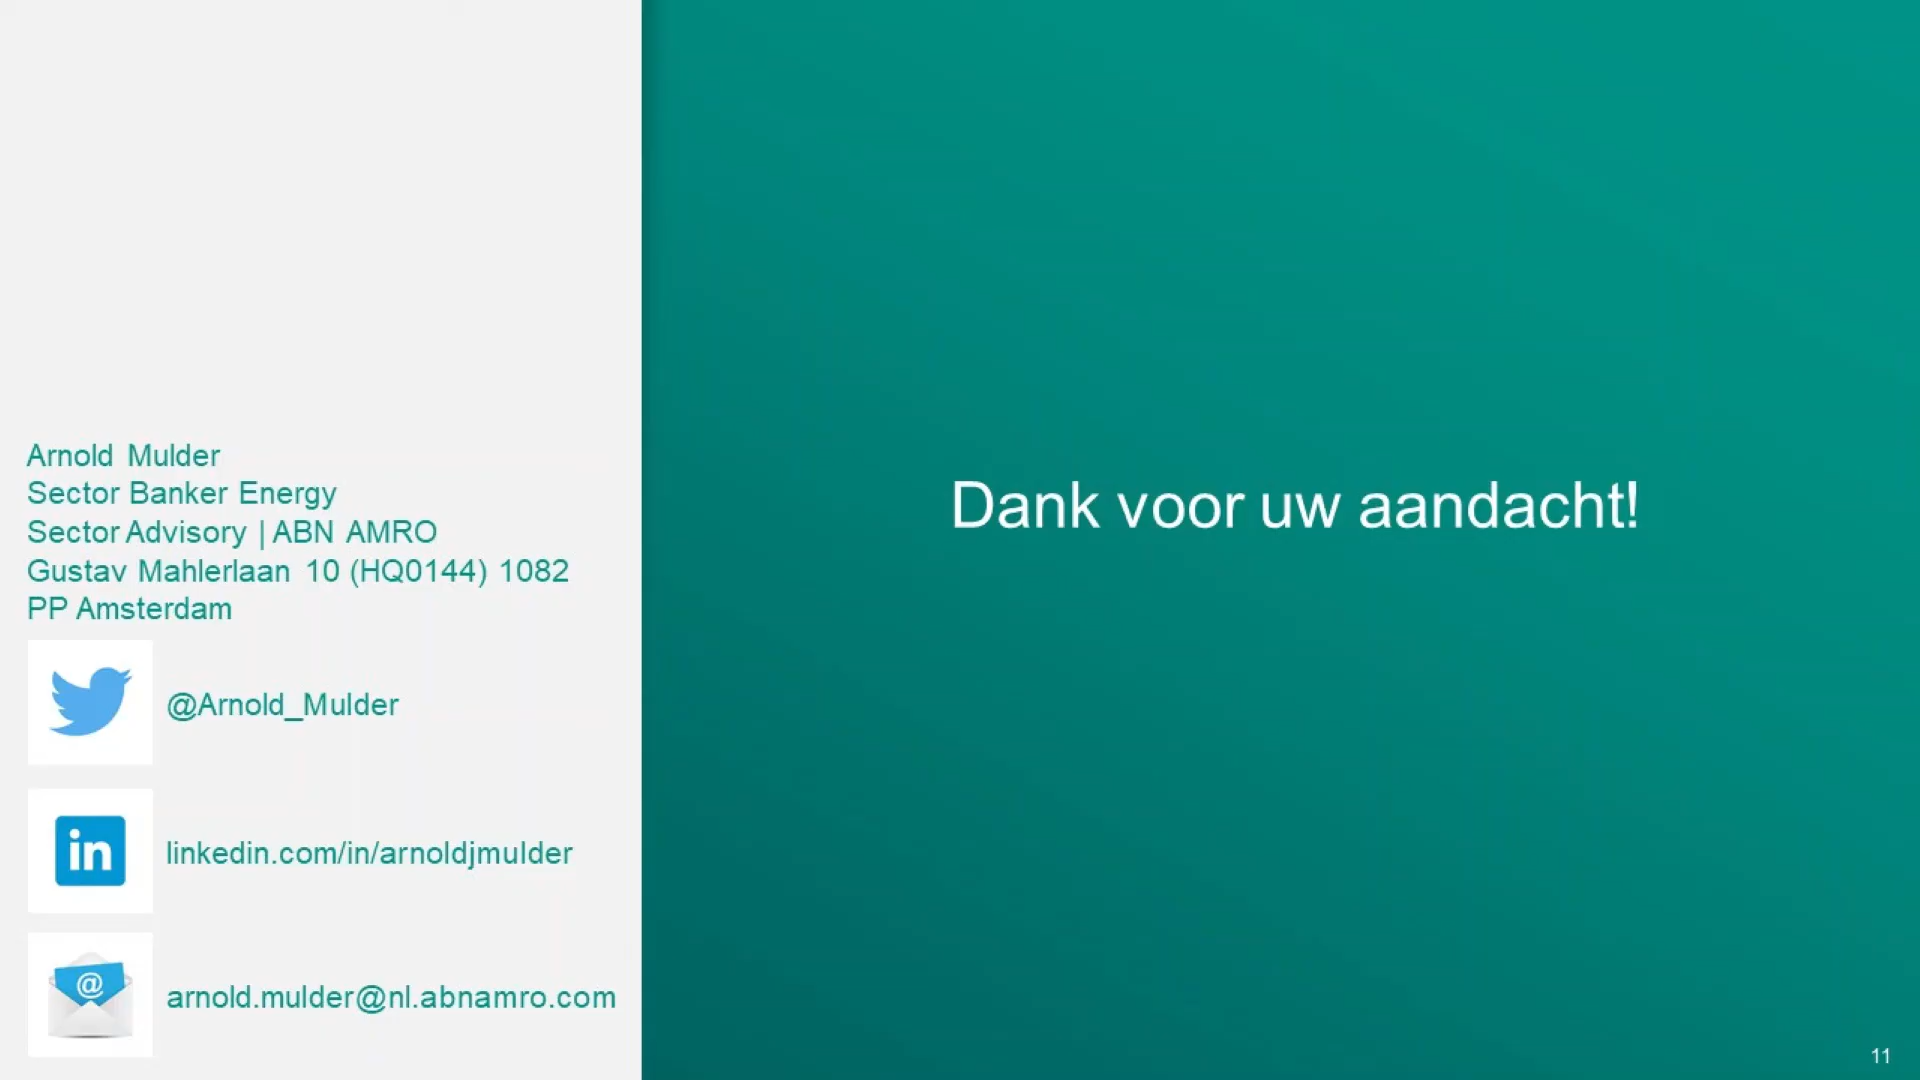 Arnold Mulder
Sector Banker Energy
Sector Advisory | ABN AMRO
Gustav Mahlerlaan 10 (HQ0144) 1082
PP Amsterdam
@Arnold_Mulder
in
linkedin.com/in/arnoldjmulder
@
arnold.mulder@nl.abnamro.com
Dank voor uw aandacht!
11